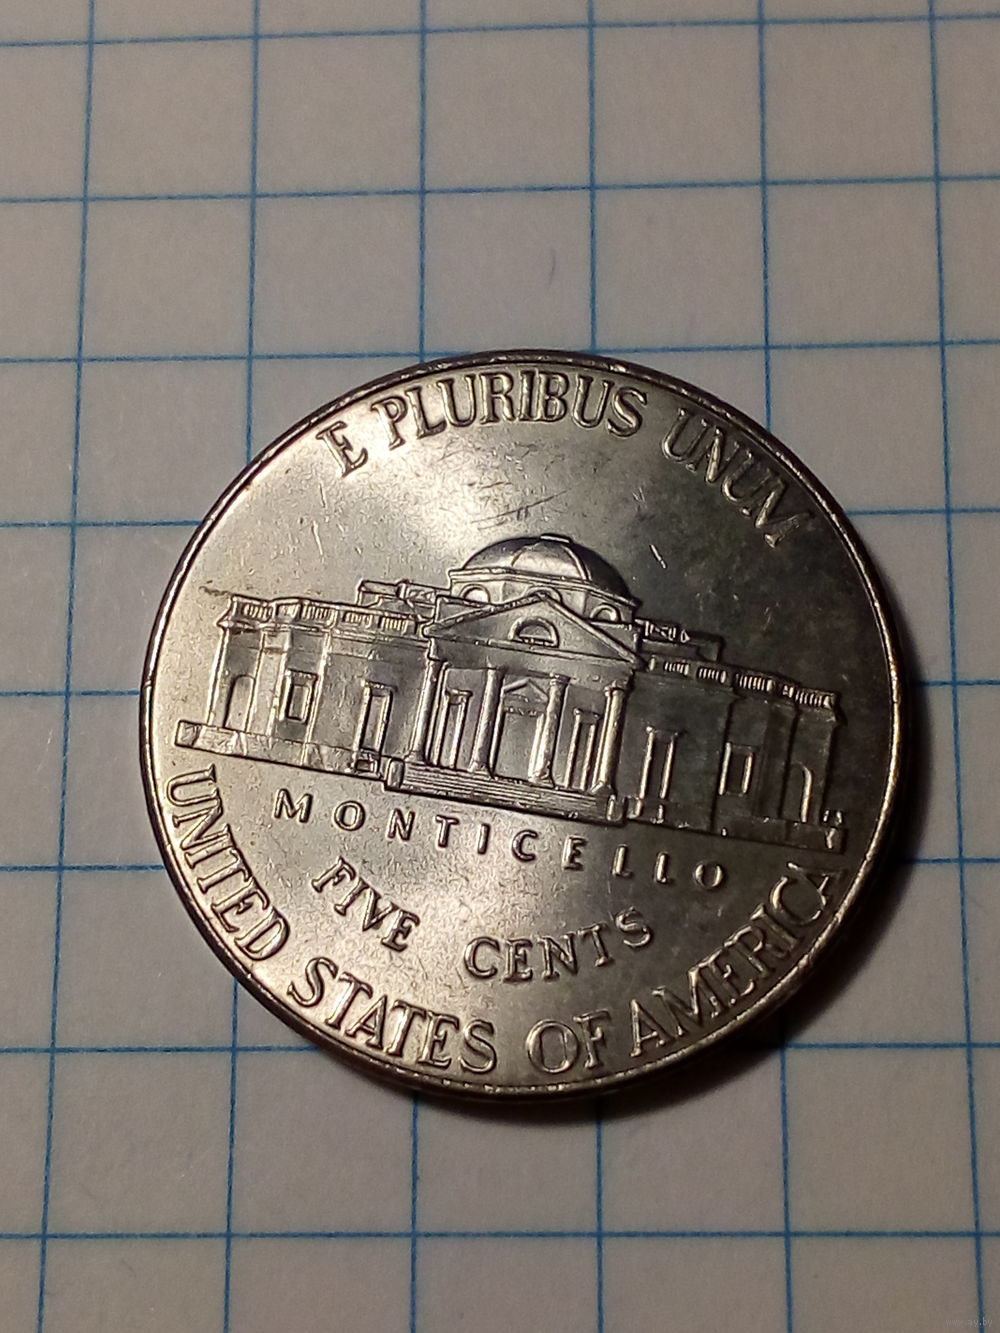 E PLURIBUS UNUM
MONTICELLO
FIVE CENTS
UNITED STATES OF AMERICA